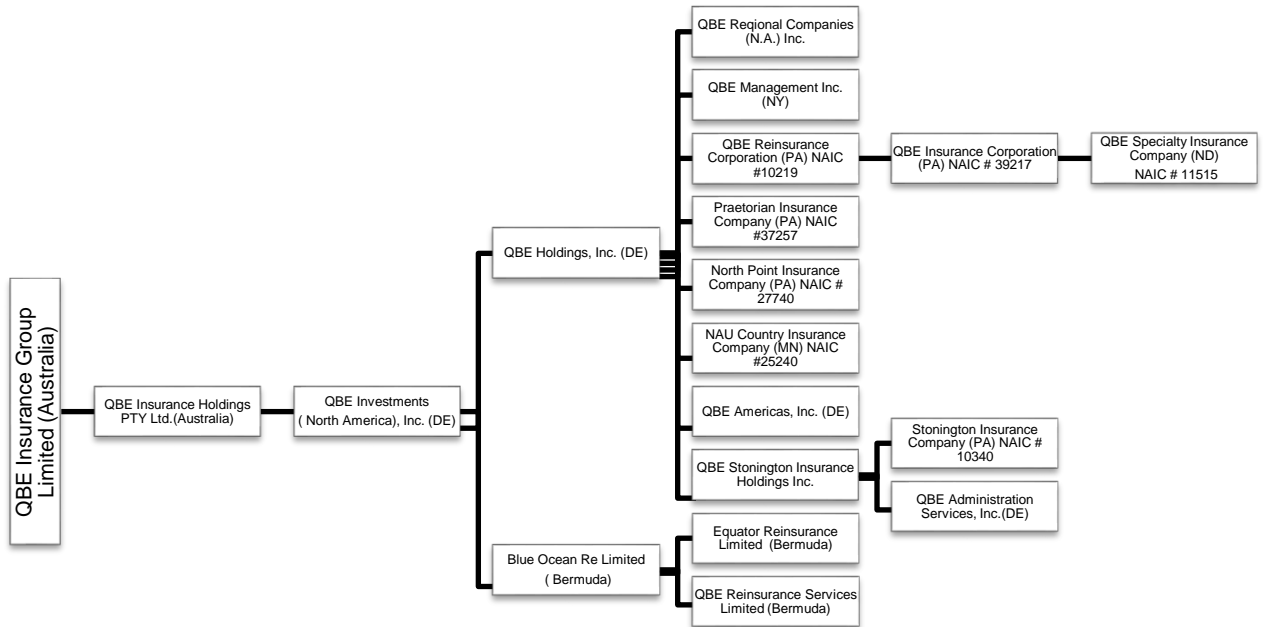 QBE Insurance Group
Limited (Australia)
QBE Insurance Holdings
PTY Ltd.(Australia)
QBE Investments
( North America), Inc. (DE)
QBE Holdings, Inc. (DE)
QBE Reqional Companies
(N.A.) Inc.
QBE Management Inc.
(NY)
QBE Reinsurance
Corporation (PA) NAIC
#10219
QBE Insurance Corporation
(PA) NAIC # 39217
QBE Specialty Insurance
Company (ND)
NAIC # 11515
Praetorian Insurance
Company (PA) NAIC
#37257
North Point Insurance
Company (PA) NAIC #
27740
NAU Country Insurance
Company (MN) NAIC
#25240
QBE Americas, Inc. (DE)
QBE Stonington Insurance
Holdings Inc.
Stonington Insurance
Company (PA) NAIC #
10340
QBE Administration
Services, Inc.(DE)
Blue Ocean Re Limited
( Bermuda)
Equator Reinsurance
Limited (Bermuda)
QBE Reinsurance Services
Limited (Bermuda)